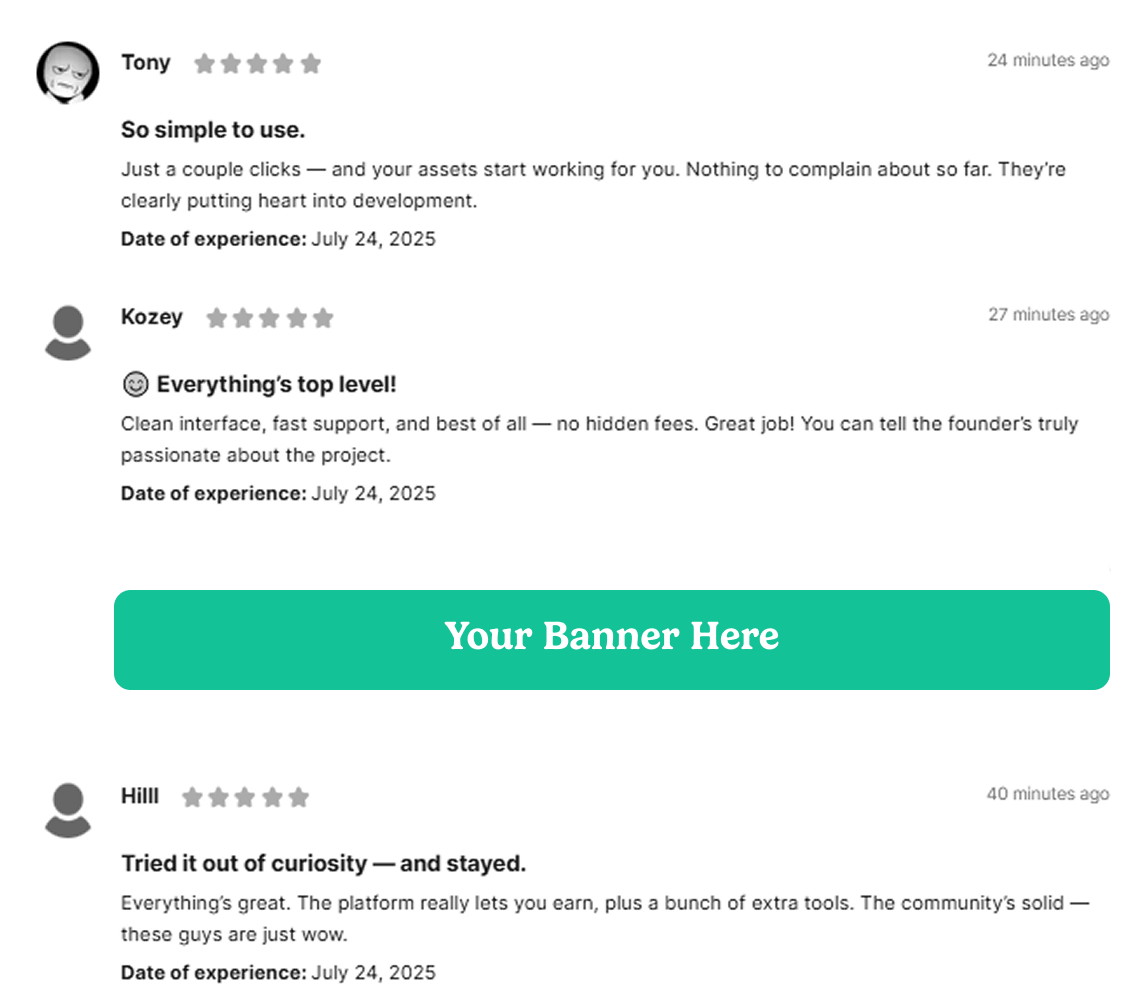 Tony
24 minutes ago
So simple to use.
Just a couple clicks — and your assets start working for you. Nothing to complain about so far. They’re
clearly putting heart into development.
Date of experience: July 24, 2025
Kozey
27 minutes ago
😊 Everything’s top level!
Clean interface, fast support, and best of all — no hidden fees. Great job! You can tell the founder’s truly
passionate about the project.
Date of experience: July 24, 2025
Your Banner Here
Hilll
40 minutes ago
Tried it out of curiosity — and stayed.
Everything’s great. The platform really lets you earn, plus a bunch of extra tools. The community’s solid —
these guys are just wow.
Date of experience: July 24, 2025